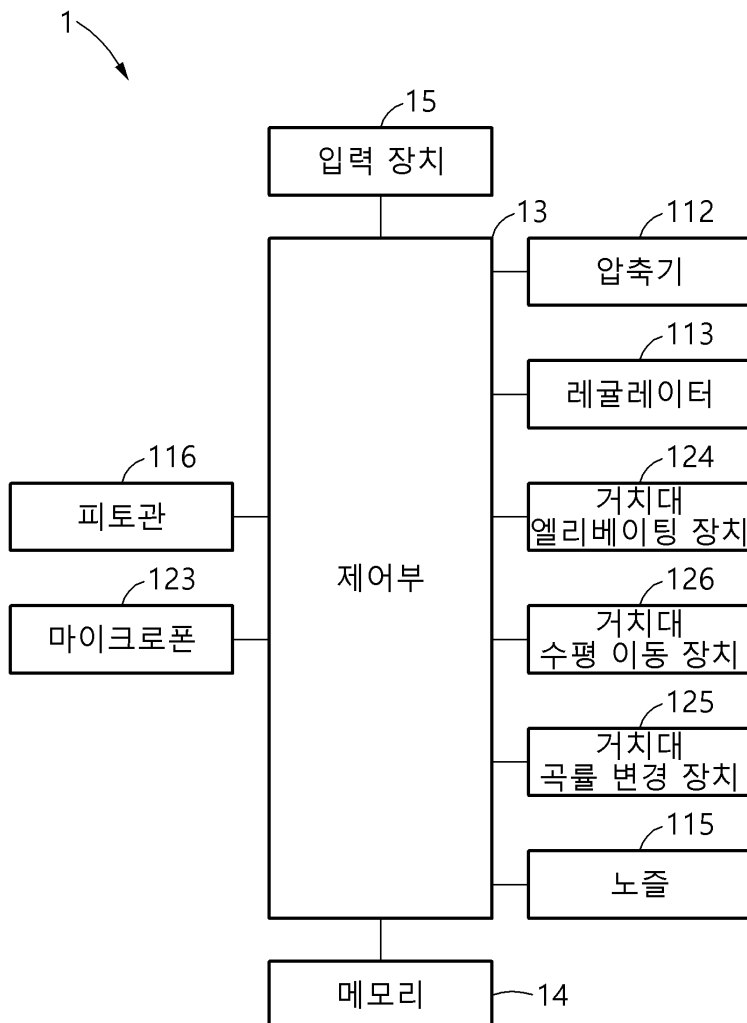 1
15
입력 장치
13
112
압축기
113
레귤레이터
116
피토관
124
거치대
엘리베이팅 장치
제어부
123
마이크로폰
126
거치대
수평 이동 장치
125
거치대
곡률 변경 장치
115
노즐
메모리
14